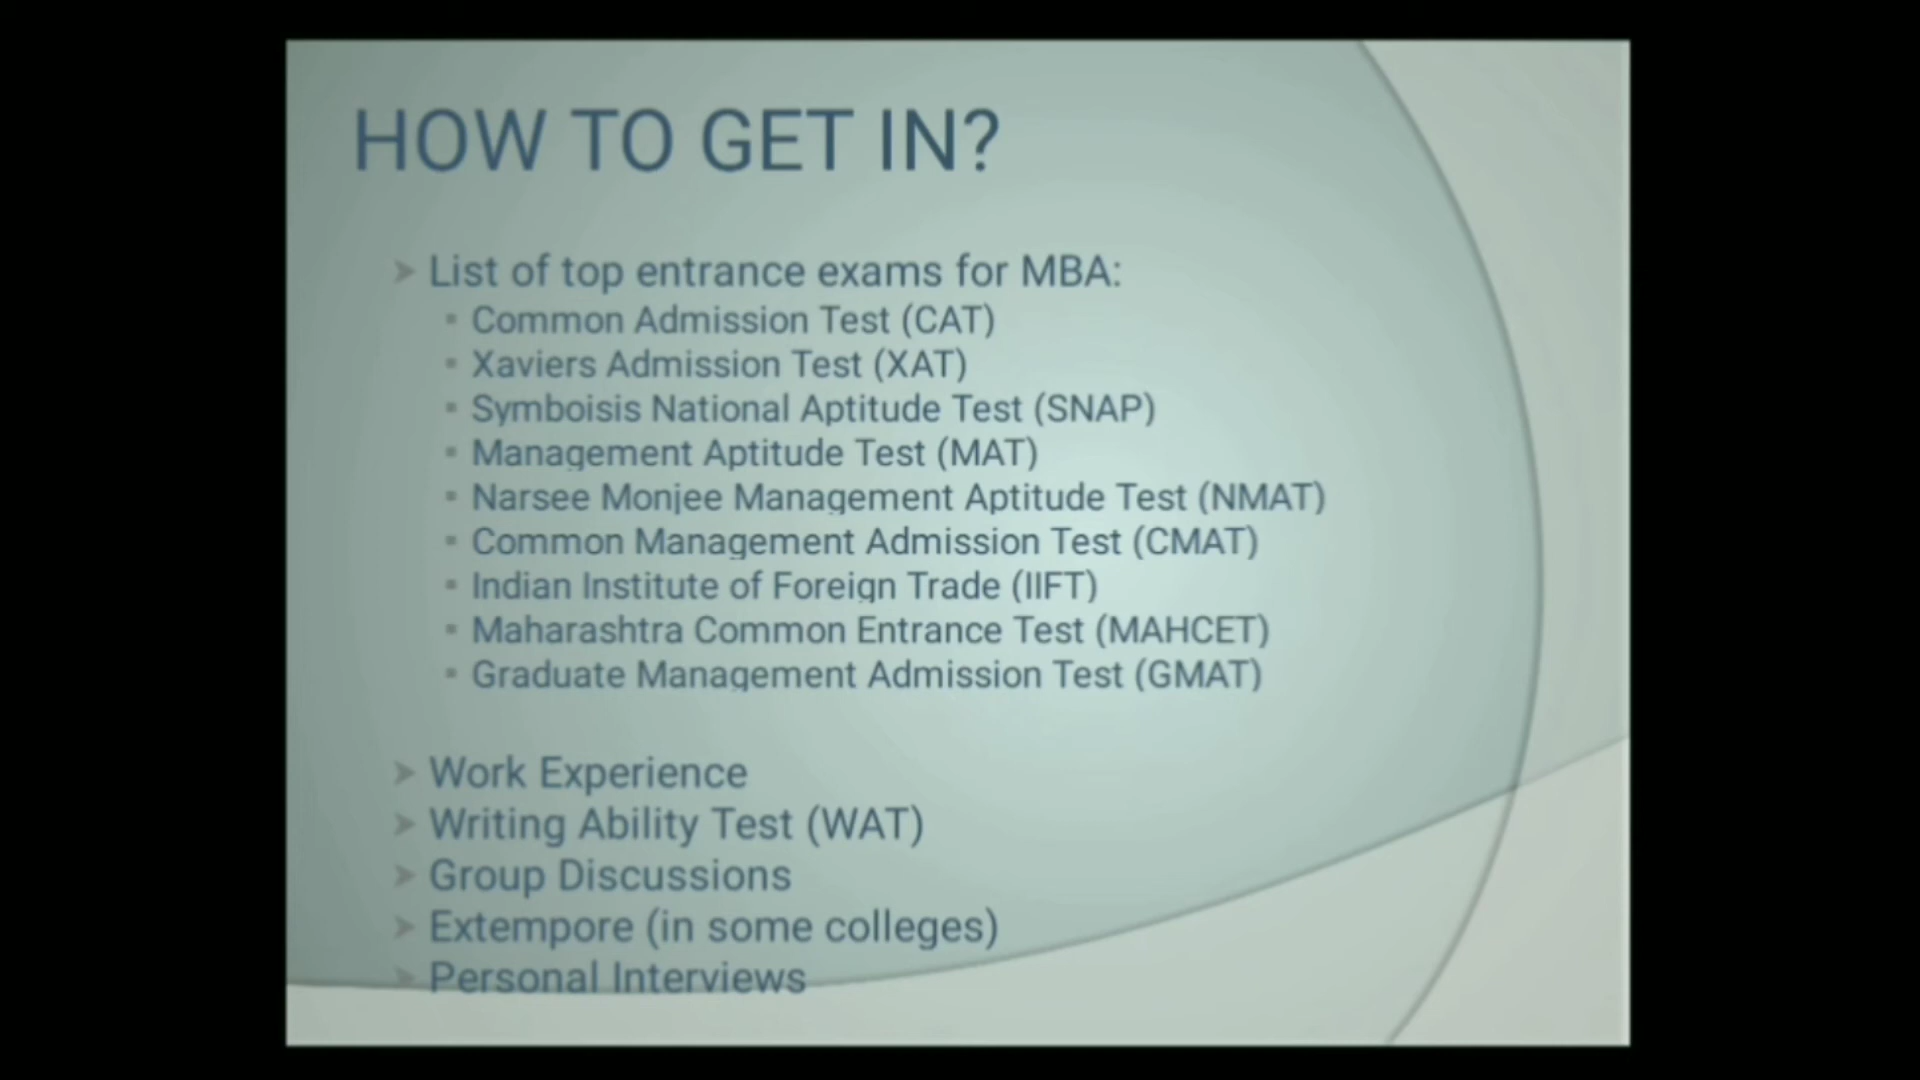 HOW TO GET IN?
➤ List of top entrance exams for MBA:
▪ Common Admission Test (CAT)
▪ Xaviers Admission Test (XAT)
▪ Symboisis National Aptitude Test (SNAP)
▪ Management Aptitude Test (MAT)
▪ Narsee Monjee Management Aptitude Test (NMAT)
▪ Common Management Admission Test (CMAT)
▪ Indian Institute of Foreign Trade (IIFT)
▪ Maharashtra Common Entrance Test (MAHCET)
▪ Graduate Management Admission Test (GMAT)
➤ Work Experience
➤ Writing Ability Test (WAT)
➤ Group Discussions
➤ Extempore (in some colleges)
➤ Personal Interviews